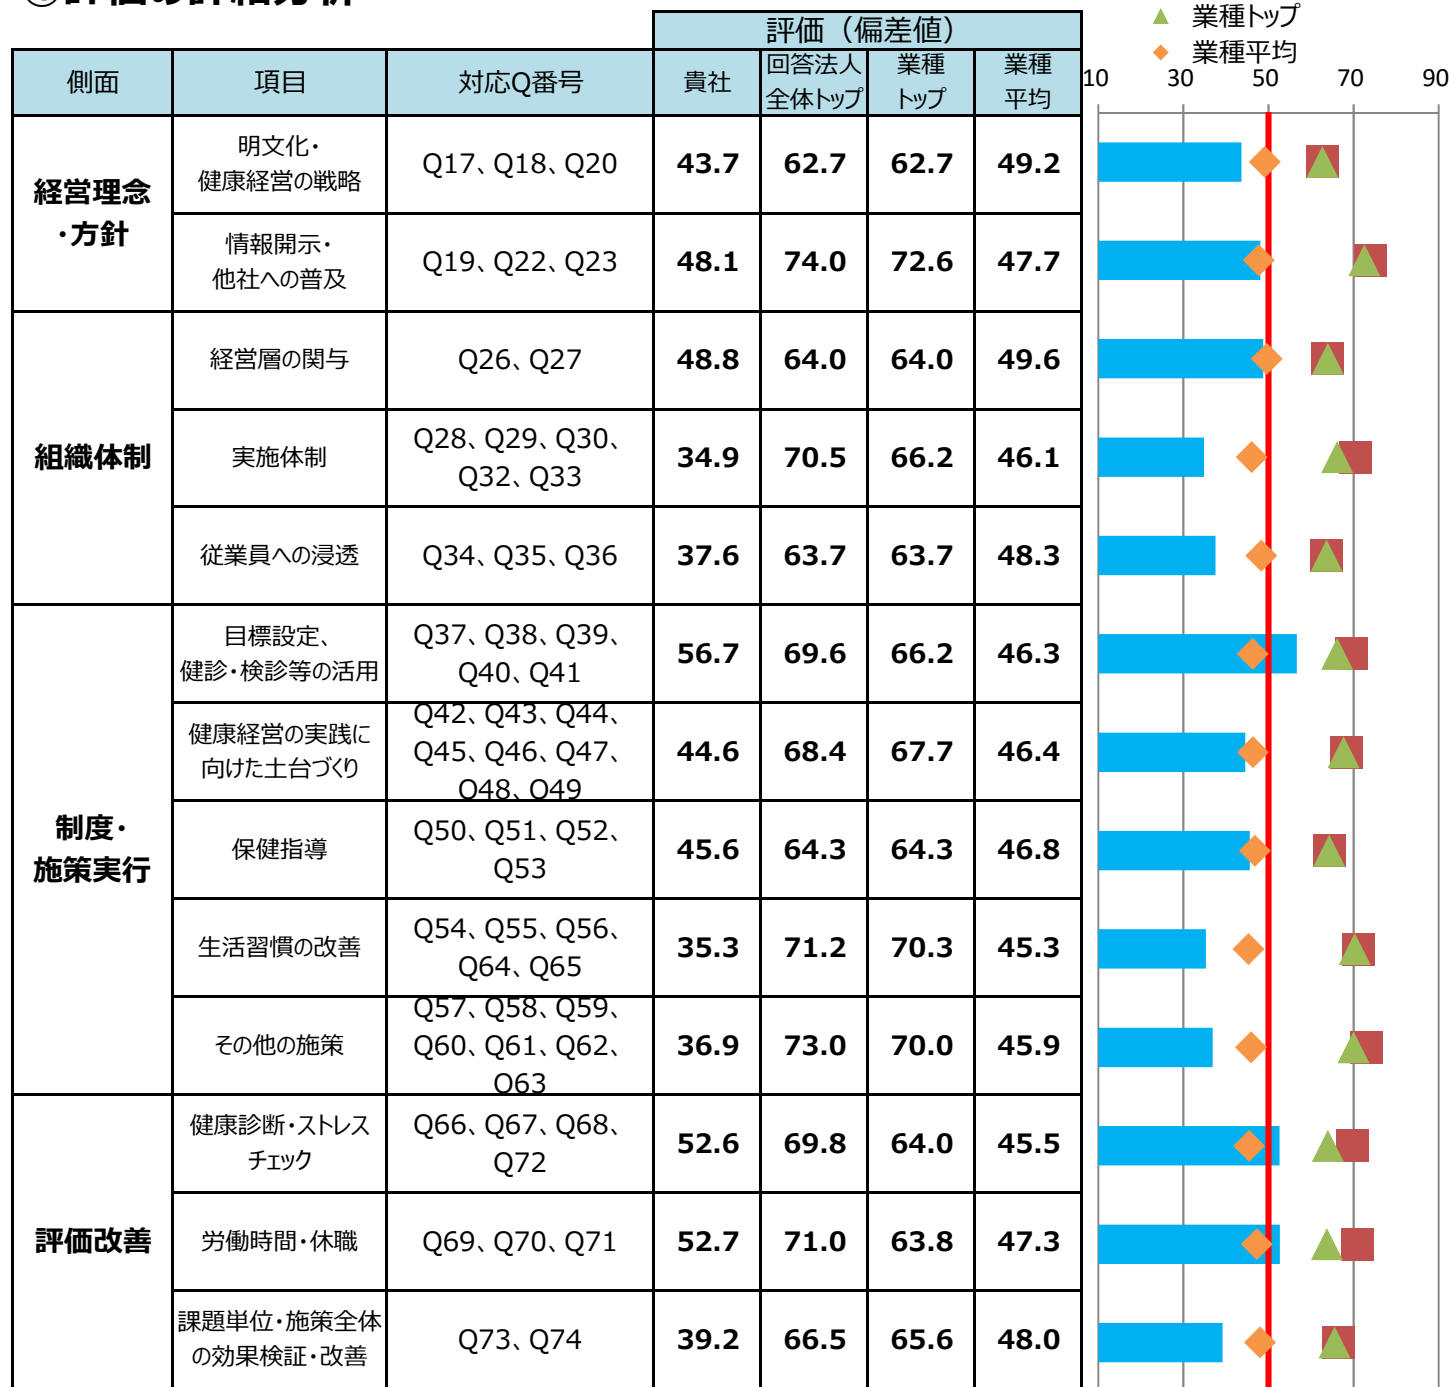 評価（偏差値）
▲ 業種トップ
◆ 業種平均
側面 項目 対応Q番号 貴社 回答法人 業種 業種
全体トップ トップ 平均
10 30 50 70 90
経営理念
・方針
明文化・
健康経営の戦略
Q17、Q18、Q20 43.7 62.7 62.7 49.2
情報開示・
他社への普及
Q19、Q22、Q23 48.1 74.0 72.6 47.7
組織体制
経営層の関与 Q26、Q27 48.8 64.0 64.0 49.6
実施体制
Q28、Q29、Q30、
Q32、Q33
34.9 70.5 66.2 46.1
従業員への浸透 Q34、Q35、Q36 37.6 63.7 63.7 48.3
制度・
施策実行
目標設定、
健診・検診等の活用
Q37、Q38、Q39、
Q40、Q41
56.7 69.6 66.2 46.3
健康経営の実践に
向けた土台づくり
Q42、Q43、Q44、
Q45、Q46、Q47、
Q48、Q49
44.6 68.4 67.7 46.4
保健指導
Q50、Q51、Q52、
Q53
45.6 64.3 64.3 46.8
生活習慣の改善
Q54、Q55、Q56、
Q64、Q65
35.3 71.2 70.3 45.3
その他の施策
Q57、Q58、Q59、
Q60、Q61、Q62、
Q63
36.9 73.0 70.0 45.9
評価改善
健康診断・ストレス
チェック
Q66、Q67、Q68、
Q72
52.6 69.8 64.0 45.5
労働時間・休職 Q69、Q70、Q71 52.7 71.0 63.8 47.3
課題単位・施策全体
の効果検証・改善
Q73、Q74 39.2 66.5 65.6 48.0